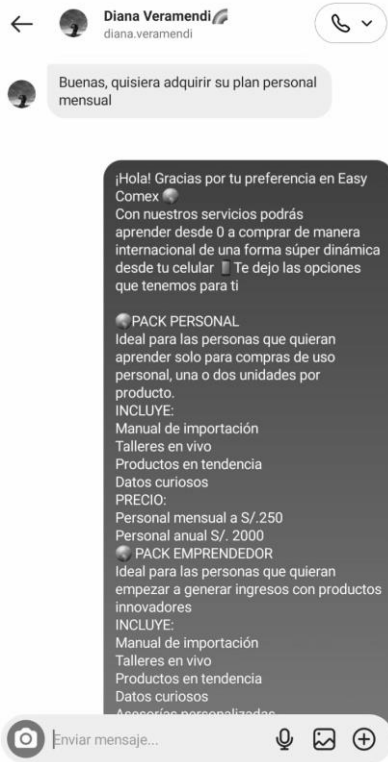 Diana Veramendi
diana.veramendi
Buenas, quisiera adquirir su plan personal
mensual
¡Hola! Gracias por tu preferencia en Easy
Comex
Con nuestros servicios podrás
aprender desde 0 a comprar de manera
internacional de una forma súper dinámica
desde tu celular Te dejo las opciones
que tenemos para ti
PACK PERSONAL
Ideal para las personas que quieran
aprender solo para compras de uso
personal, una o dos unidades por
producto.
INCLUYE:
Manual de importación
Talleres en vivo
Productos en tendencia
Datos curiosos
PRECIO:
Personal mensual a S/.250
Personal anual S/. 2000
PACK EMPRENDEDOR
Ideal para las personas que quieran
empezar a generar ingresos con productos
innovadores
INCLUYE:
Manual de importación
Talleres en vivo
Productos en tendencia
Datos curiosos
Asesorías personalizadas
Enviar mensaje...